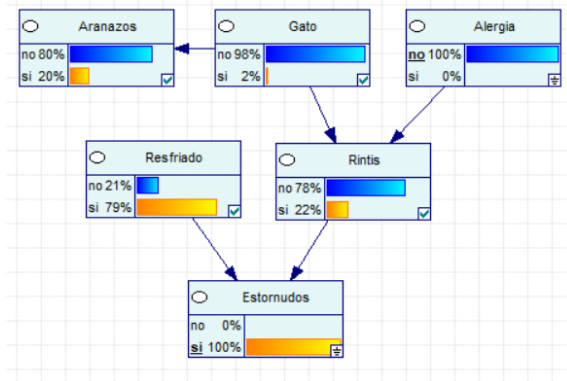 Aranazos
no 80%
si 20%
Gato
no 98%
si 2%
Alergia
no 100%
si 0%
Resfriado
no 21%
si 79%
Rintis
no 78%
si 22%
Estornudos
no 0%
si 100%